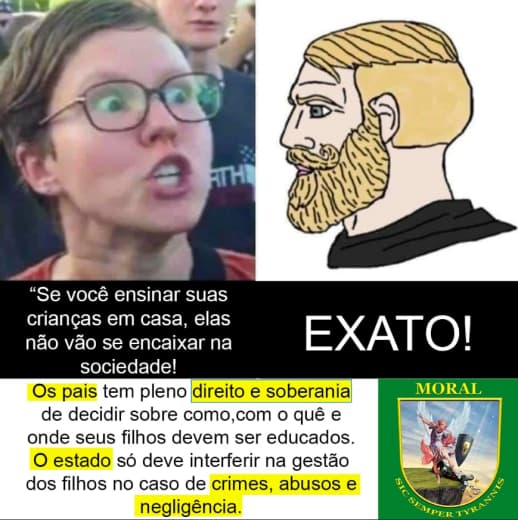 ATH
“Se você ensinar suas
crianças em casa, elas
não vão se encaixar na
sociedade!
EXATO!
Os pais tem pleno direito e soberania
de decidir sobre como,com o quê e
onde seus filhos devem ser educados.
O estado só deve interferir na gestão
dos filhos no caso de crimes, abusos e
negligência.
MORAL
SIC SEMPER TYRANNIS